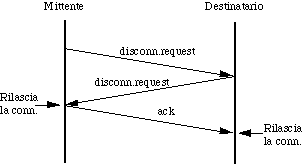 Mittente
Destinatario
disconn.request
disconn.request
Rilascia
la conn.
ack
Rilascia
la conn.